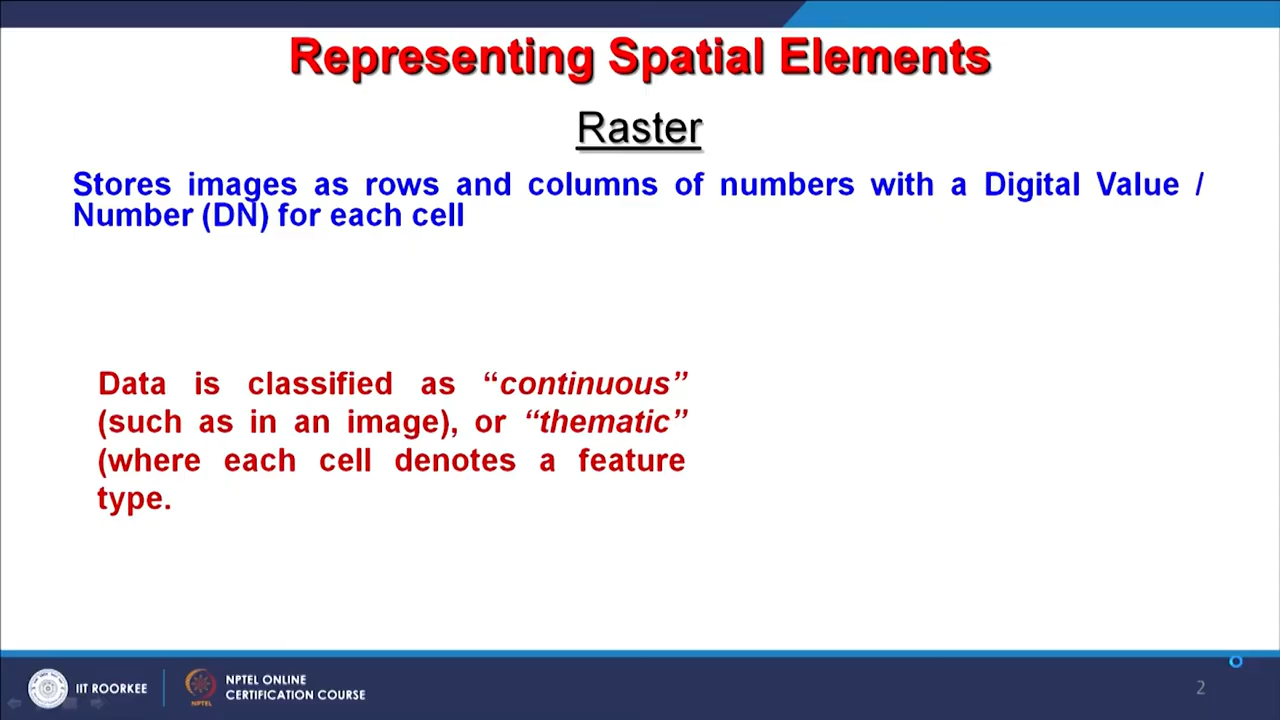 Representing Spatial Elements
Raster
Stores images as rows and columns of numbers with a Digital Value /
Number (DN) for each cell
Data is classified as “continuous”
(such as in an image), or “thematic”
(where each cell denotes a feature
type.
IIT ROORKEE
NPTEL
NPTEL ONLINE
CERTIFICATION COURSE
2